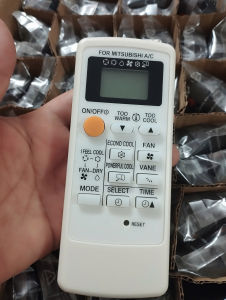 FOR MITSUBISHI A/C
ON/OFF
TOO WARM
TOO COOL
ECONO COOL
FAN
I FEEL COOL
POWERFUL COOL
VANE
FAN DRY
MODE
SELECT
TIME
RESET